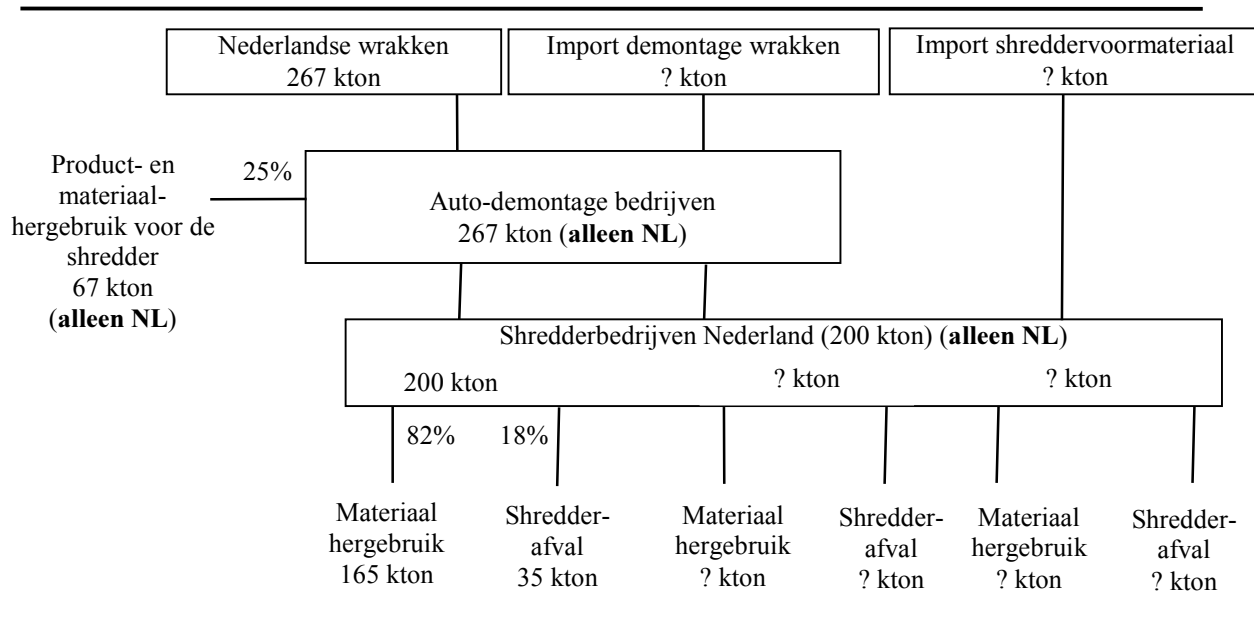 Nederlandse wrakken
267 kton
Import demontage wrakken
? kton
Import shreddervoormateriaal
? kton
Product- en
materiaal-
hergebruik voor de
shredder
67 kton
(alleen NL)
25%
Auto-demontage bedrijven
267 kton (alleen NL)
Shredderbedrijven Nederland (200 kton) (alleen NL)
200 kton
? kton
? kton
82%
18%
Materiaal
hergebruik
165 kton
Shredder-
afval
35 kton
Materiaal
hergebruik
? kton
Shredder-
afval
? kton
Materiaal
hergebruik
? kton
Shredder-
afval
? kton